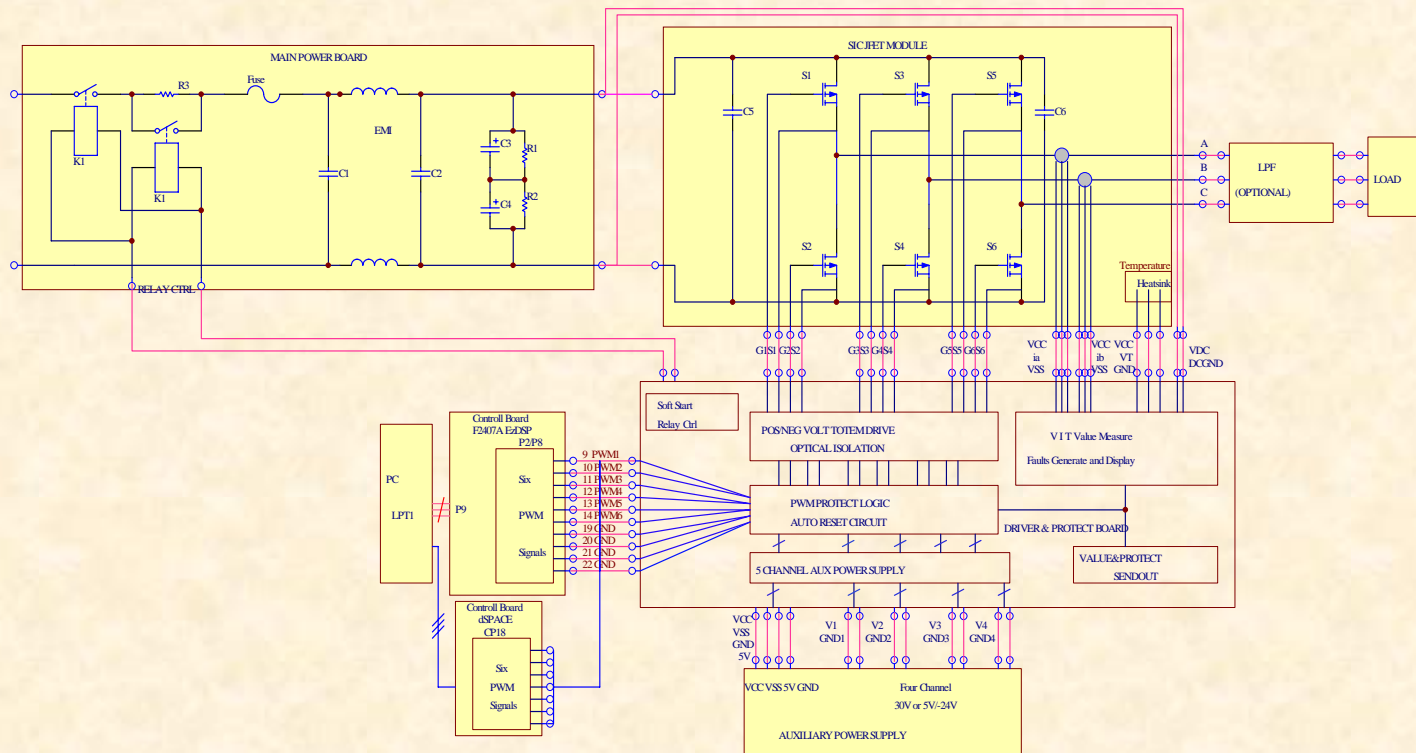 MAIN POWER BOARD
R3
Fuse
K1
K1
EMI
C1
C2
C3
C4
R1
R2
RELAY CTRL
SIC JFET MODULE
S1
S3
S5
C5
C6
S2
S4
S6
Temperature
Heatsink
A
B
C
LPF
(OPTIONAL)
LOAD
G1S1 G2S2
G3S3 G4S4
G5S5 G6S6
VCC
ia
VSS
VCC
ib
VSS
VCC
VT
GND
VDC
DCGND
Soft Start
Relay Ctrl
POS/NEG VOLT TOTEM DRIVE
OPTICAL ISOLATION
V I T Value Measure
Faults Generate and Display
PWM PROTECT LOGIC
AUTO RESET CIRCUIT
DRIVER & PROTECT BOARD
5 CHANNEL AUX POWER SUPPLY
VALUE&PROTECT
SENDOUT
PC
LPT1
Controll Board
F2407A EzDSP
P2/P8
P9
Six
PWM
Signals
9 PWM1
10 PWM2
11 PWM3
12 PWM4
13 PWM5
14 PWM6
19 GND
20 GND
21 GND
22 GND
Controll Board
dSPACE
CP18
Six
PWM
Signals
VCC
VSS
GND
5V
V1
GND1
V2
GND2
V3
GND3
V4
GND4
VCC VSS 5V GND
Four Channel
30V or 5V/-24V
AUXILIARY POWER SUPPLY